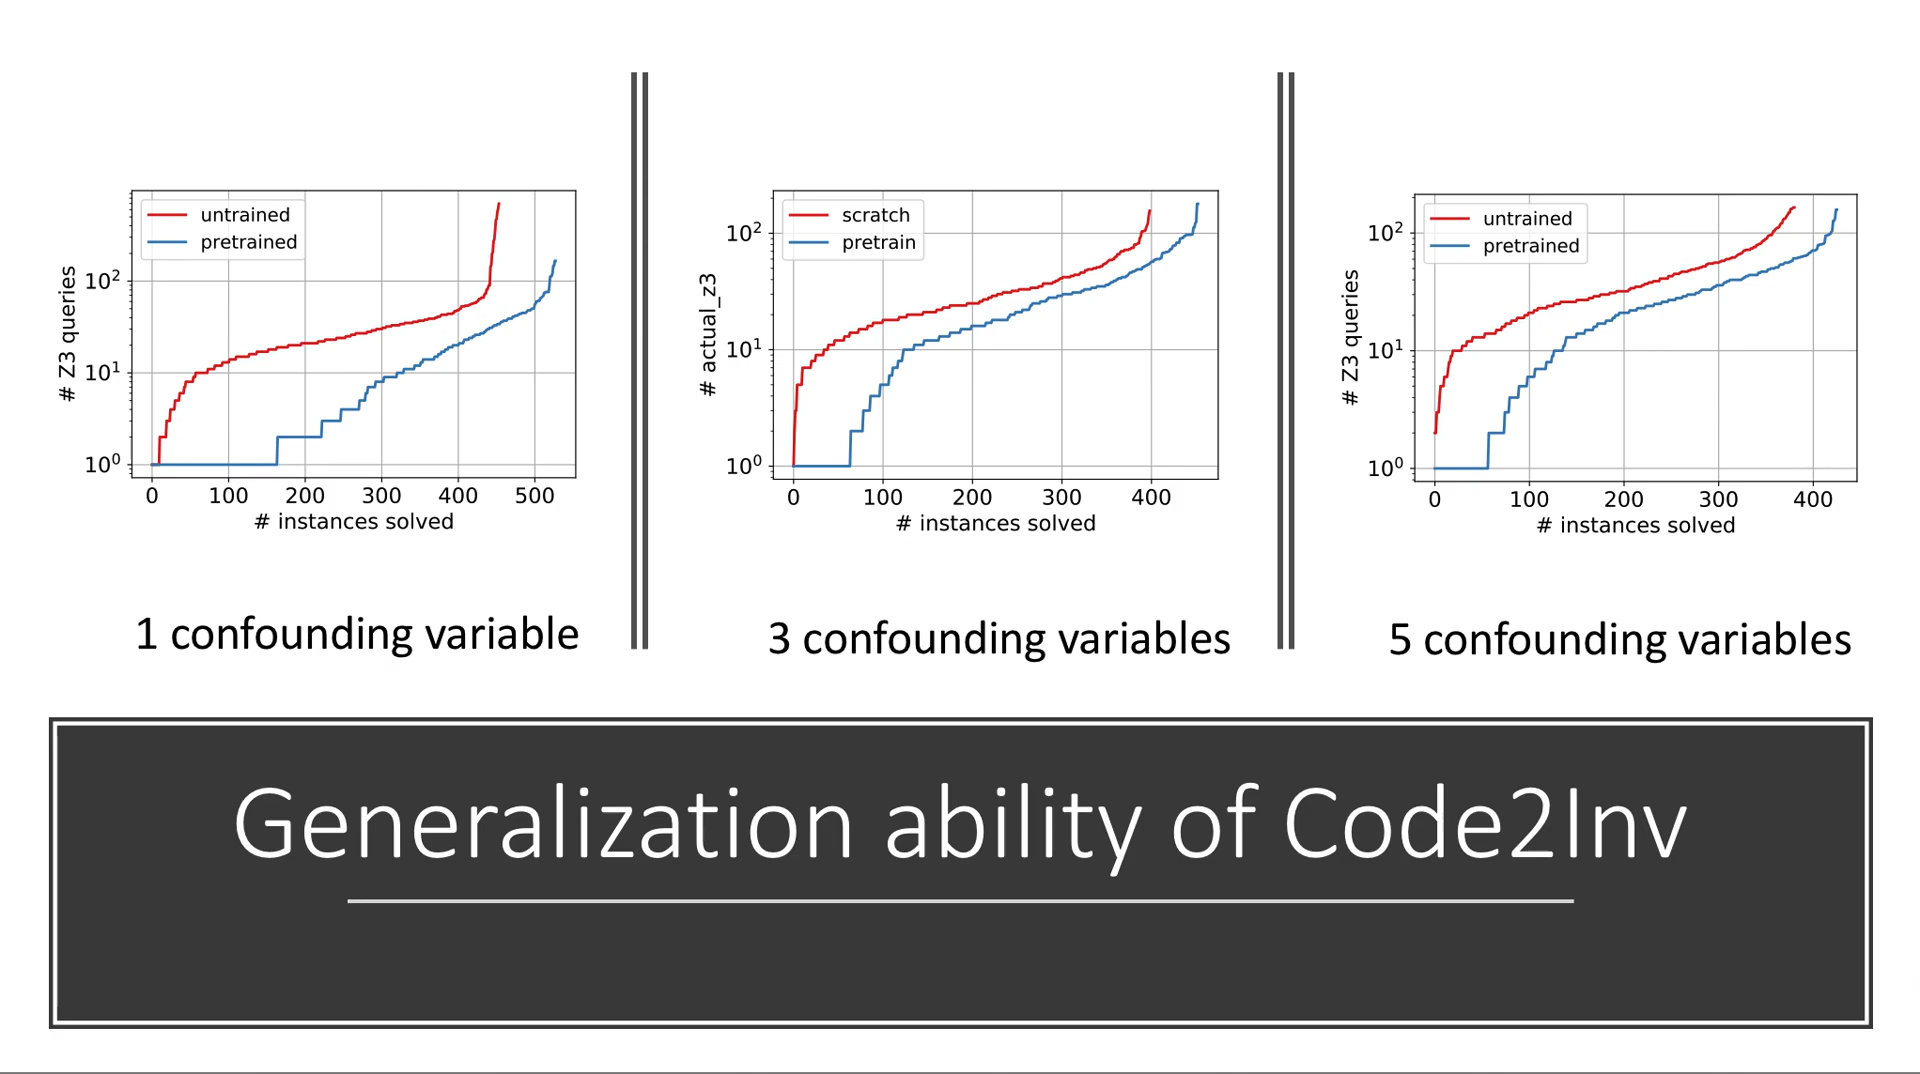 untrained
pretrained
# Z3 queries
10²
10¹
10⁰
0 100 200 300 400 500
# instances solved
1 confounding variable
scratch
pretrain
# actual_z3
10²
10¹
10⁰
0 100 200 300 400
# instances solved
3 confounding variables
untrained
pretrained
# Z3 queries
10²
10¹
10⁰
0 100 200 300 400
# instances solved
5 confounding variables
Generalization ability of Code2Inv